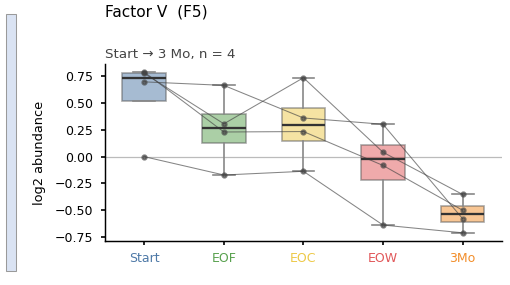 Factor V (F5)
Start → 3 Mo, n = 4
log2 abundance
0.75
0.50
0.25
0.00
−0.25
−0.50
−0.75
Start EOF EOC EOW 3Mo